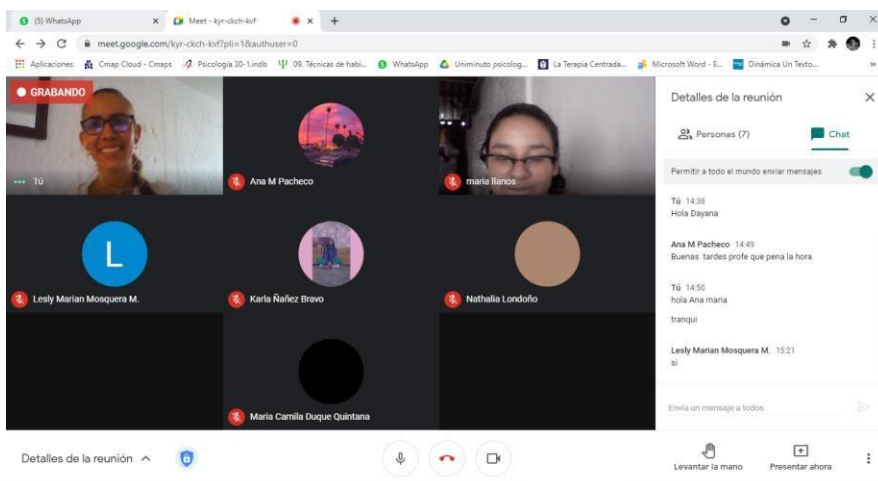 (5) WhatsApp
Meet - kyr-ckch-kvf
meet.google.com/kyr-ckch-kvf?pli=1&authuser=0
Aplicaciones
Cmap Cloud - Cmaps
Psicología 30-1.indb
09. Técnicas de habi...
WhatsApp
Uniminuto psicolog...
La Terapia Centrada...
Microsoft Word - E...
Dinámica Un Texto...
GRABANDO
Tú
Ana M Pacheco
maria llanos
L
Lesly Marian Mosquera M.
Karla Ñañez Bravo
Nathalia Londoño
Maria Camila Duque Quintana
Detalles de la reunión
Personas (7)
Chat
Permitir a todo el mundo enviar mensajes
Tú 14:38
Hola Dayana
Ana M Pacheco 14:49
Buenas tardes profe que pena la hora
Tú 14:50
hola Ana maria
tranqui
Lesly Marian Mosquera M. 15:21
si
Envía un mensaje a todos
Detalles de la reunión
Levantar la mano
Presentar ahora